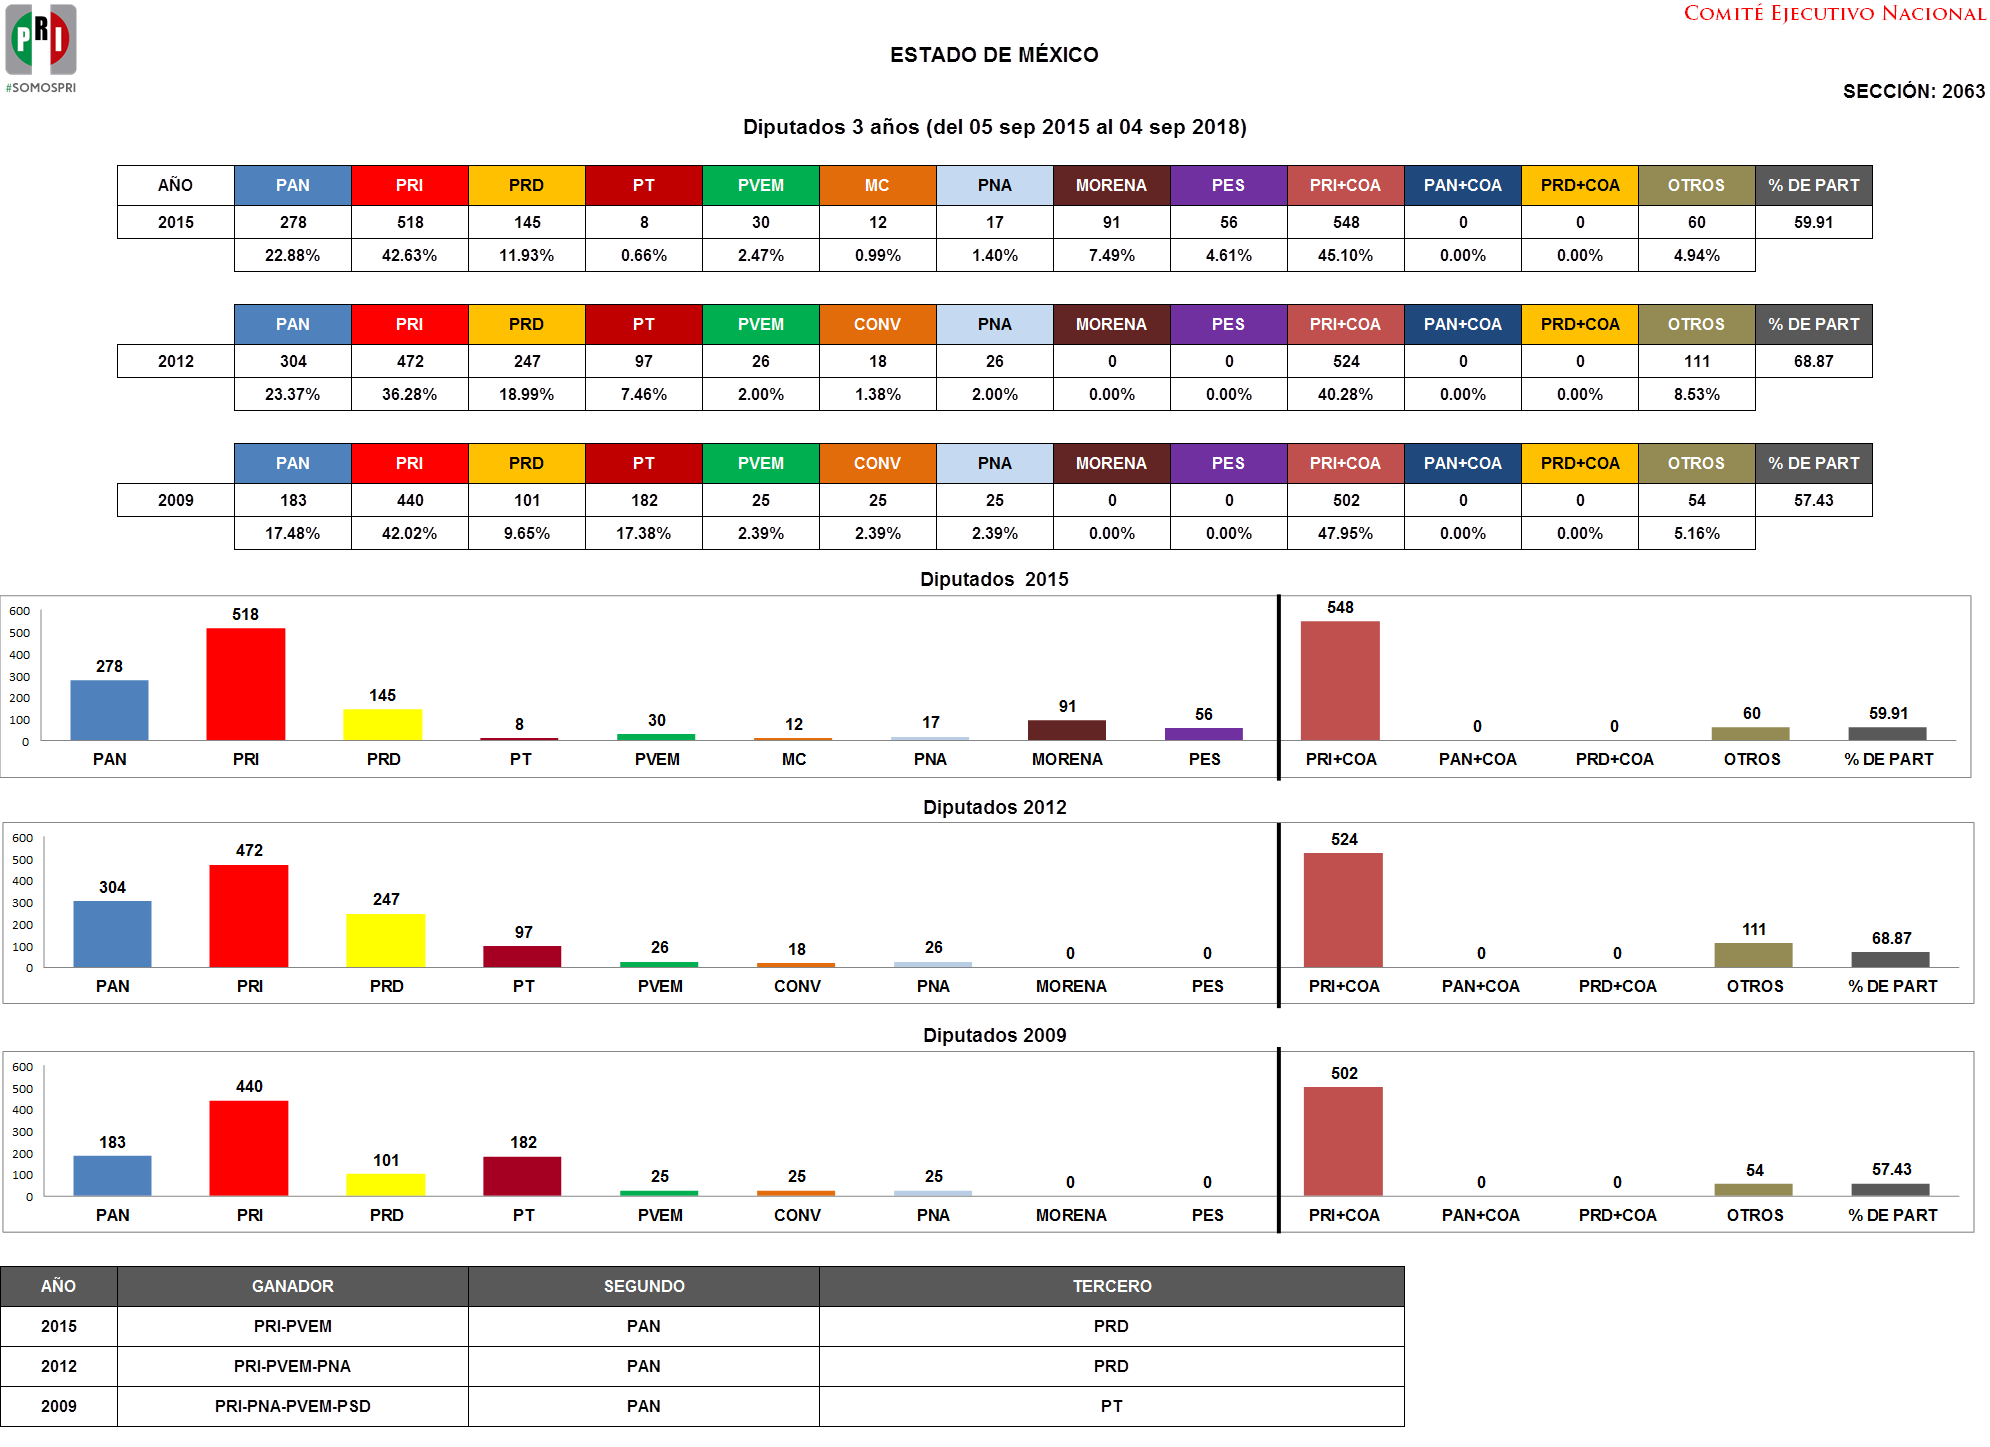 PRI
#SOMOSPRI
COMITÉ EJECUTIVO NACIONAL
ESTADO DE MÉXICO
SECCIÓN: 2063
Diputados 3 años (del 05 sep 2015 al 04 sep 2018)
AÑO PAN PRI PRD PT PVEM MC PNA MORENA PES PRI+COA PAN+COA PRD+COA OTROS % DE PART
2015 278 518 145 8 30 12 17 91 56 548 0 0 60 59.91
22.88% 42.63% 11.93% 0.66% 2.47% 0.99% 1.40% 7.49% 4.61% 45.10% 0.00% 0.00% 4.94%
PAN PRI PRD PT PVEM CONV PNA MORENA PES PRI+COA PAN+COA PRD+COA OTROS % DE PART
2012 304 472 247 97 26 18 26 0 0 524 0 0 111 68.87
23.37% 36.28% 18.99% 7.46% 2.00% 1.38% 2.00% 0.00% 0.00% 40.28% 0.00% 0.00% 8.53%
PAN PRI PRD PT PVEM CONV PNA MORENA PES PRI+COA PAN+COA PRD+COA OTROS % DE PART
2009 183 440 101 182 25 25 25 0 0 502 0 0 54 57.43
17.48% 42.02% 9.65% 17.38% 2.39% 2.39% 2.39% 0.00% 0.00% 47.95% 0.00% 0.00% 5.16%
Diputados 2015
600
500
400
300
200
100
0
278 518 145 8 30 12 17 91 56 548 0 0 60 59.91
PAN PRI PRD PT PVEM MC PNA MORENA PES PRI+COA PAN+COA PRD+COA OTROS % DE PART
Diputados 2012
600
500
400
300
200
100
0
304 472 247 97 26 18 26 0 0 524 0 0 111 68.87
PAN PRI PRD PT PVEM CONV PNA MORENA PES PRI+COA PAN+COA PRD+COA OTROS % DE PART
Diputados 2009
600
500
400
300
200
100
0
183 440 101 182 25 25 25 0 0 502 0 0 54 57.43
PAN PRI PRD PT PVEM CONV PNA MORENA PES PRI+COA PAN+COA PRD+COA OTROS % DE PART
AÑO GANADOR SEGUNDO TERCERO
2015 PRI-PVEM PAN PRD
2012 PRI-PVEM-PNA PAN PRD
2009 PRI-PNA-PVEM-PSD PAN PT